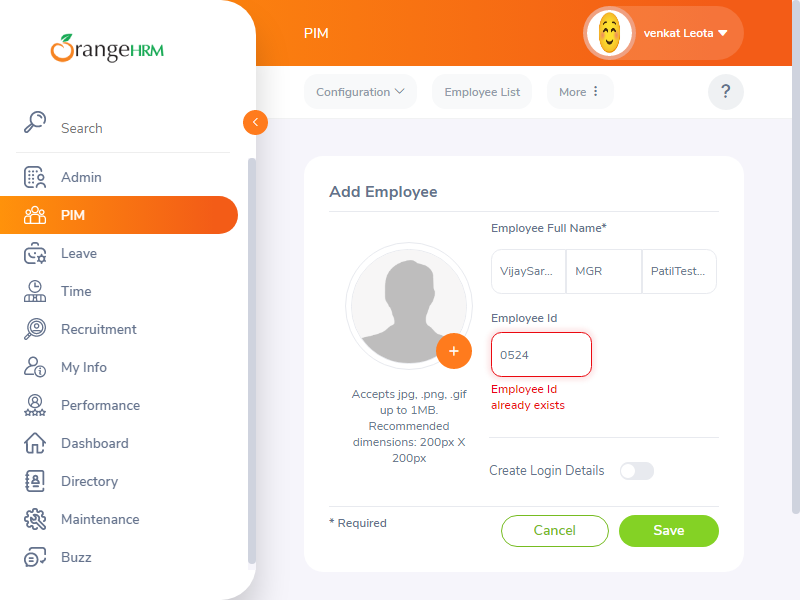 OrangeHRM
PIM
venkat Leota
Configuration
Employee List
More
?
Search
Admin
PIM
Leave
Time
Recruitment
My Info
Performance
Dashboard
Directory
Maintenance
Buzz
Add Employee
Accepts jpg, .png, .gif
up to 1MB.
Recommended
dimensions: 200px X
200px
Employee Full Name*
VijaySar...
MGR
PatilTest...
Employee Id
0524
Employee Id
already exists
Create Login Details
* Required
Cancel
Save